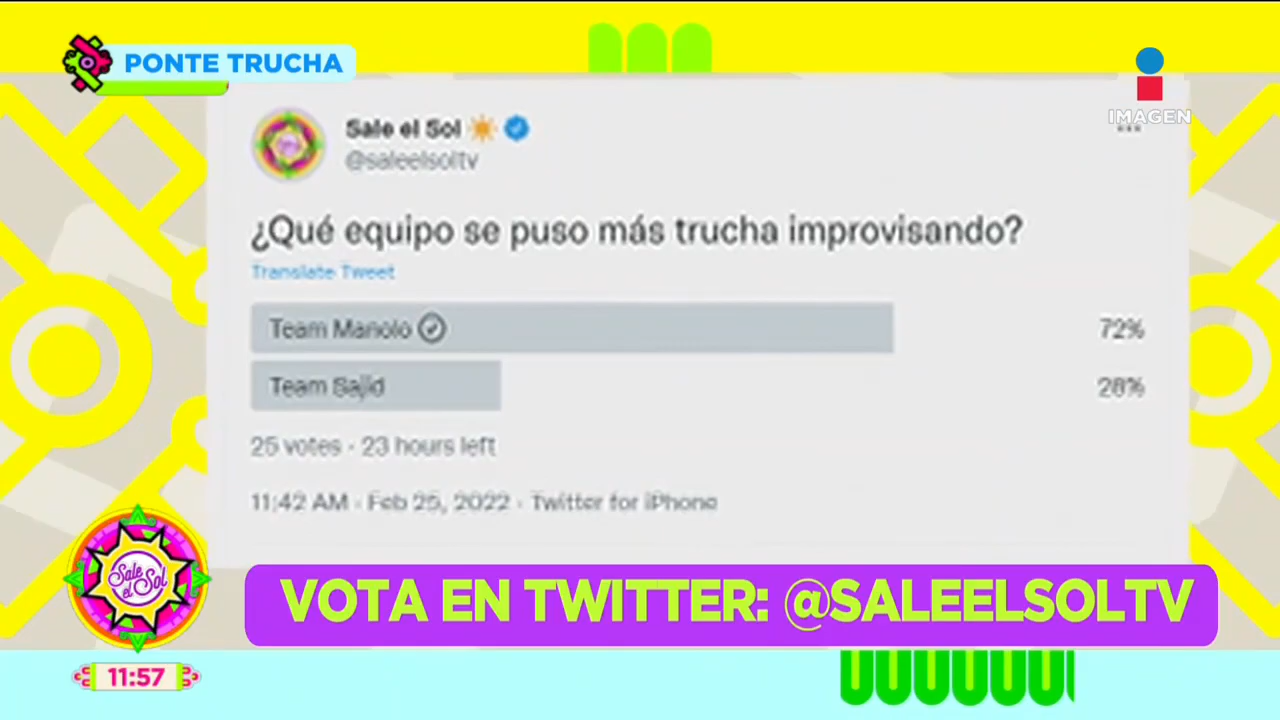 PONTE TRUCHA
IMAGEN
Sale el Sol
@saleelsoltv
¿Qué equipo se puso más trucha improvisando?
Translate Tweet
Team Manolo
72%
Team Sajid
28%
25 votes · 23 hours left
11:42 AM · Feb 25, 2022 · Twitter for iPhone
Sale el Sol
VOTA EN TWITTER: @SALEELSOLTV
11:57